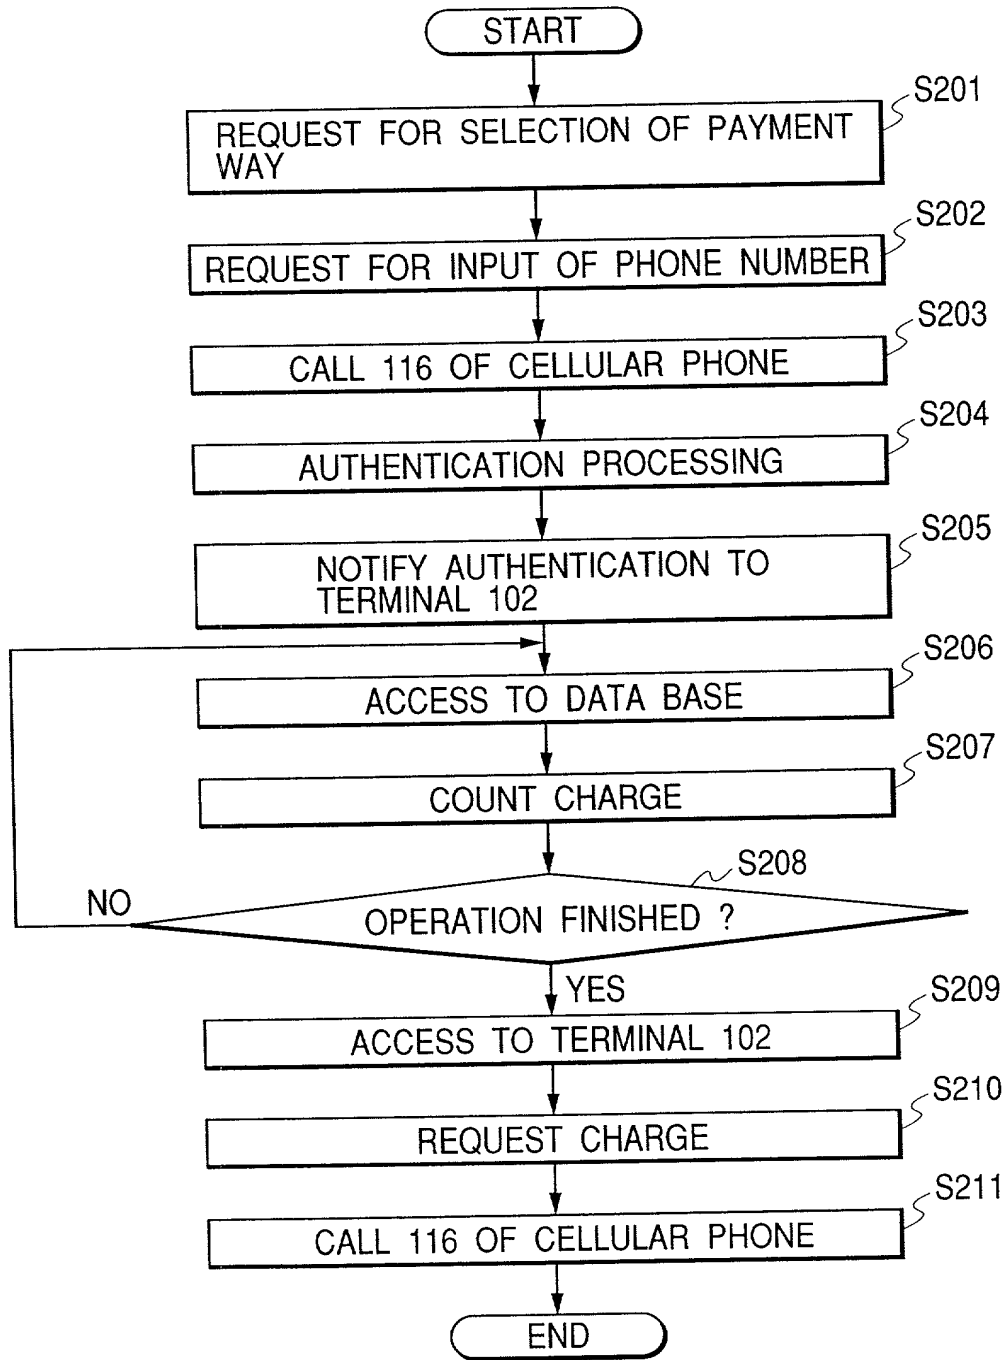 START
S201
REQUEST FOR SELECTION OF PAYMENT
WAY
S202
REQUEST FOR INPUT OF PHONE NUMBER
S203
CALL 116 OF CELLULAR PHONE
S204
AUTHENTICATION PROCESSING
S205
NOTIFY AUTHENTICATION TO
TERMINAL 102
S206
ACCESS TO DATA BASE
S207
COUNT CHARGE
S208
NO
OPERATION FINISHED ?
YES
S209
ACCESS TO TERMINAL 102
S210
REQUEST CHARGE
S211
CALL 116 OF CELLULAR PHONE
END